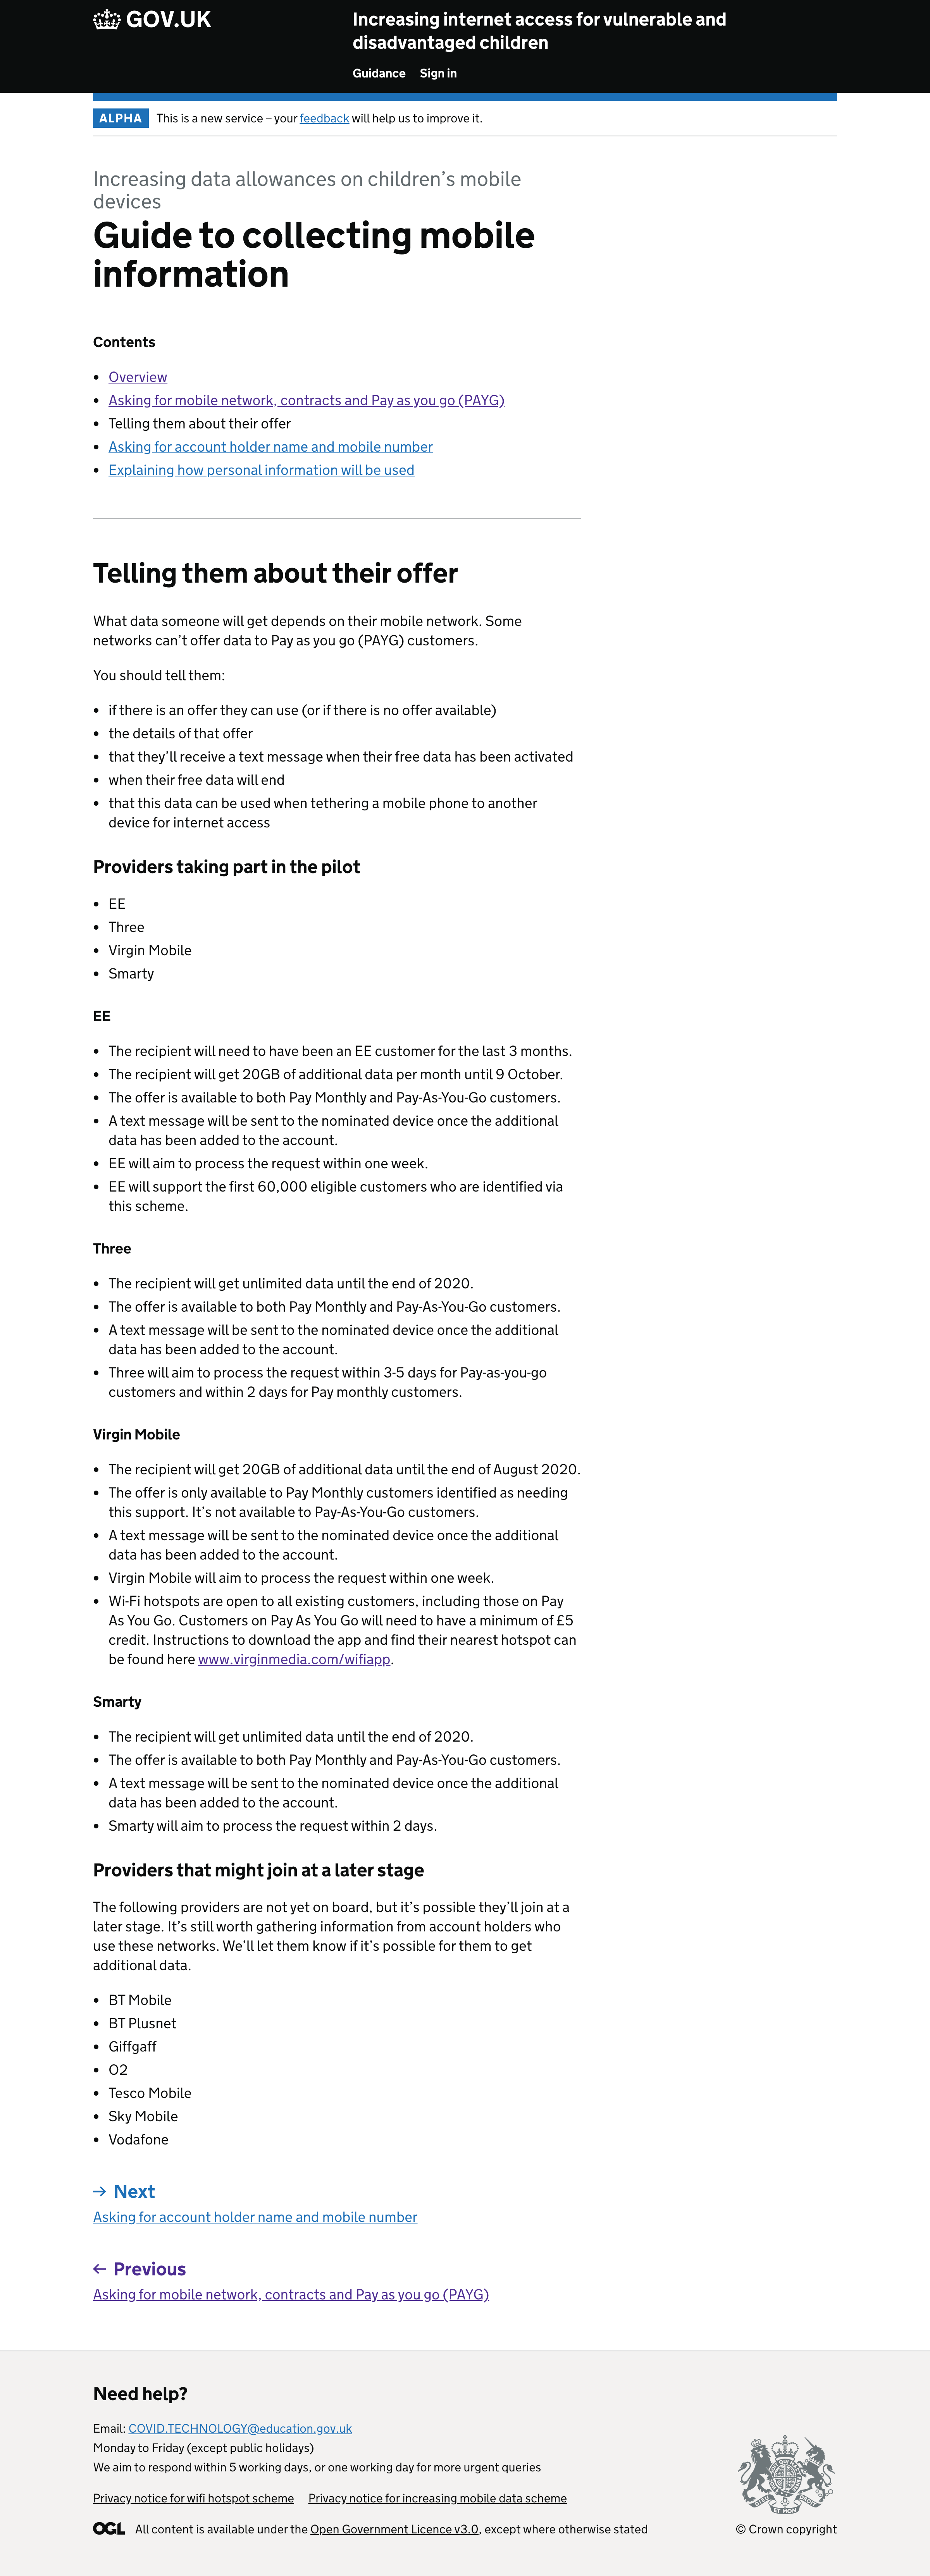 GOV.UK
Increasing internet access for vulnerable and
disadvantaged children
Guidance Sign in
ALPHA This is a new service – your feedback will help us to improve it.
Increasing data allowances on children’s mobile
devices
Guide to collecting mobile
information
Contents
• Overview
• Asking for mobile network, contracts and Pay as you go (PAYG)
• Telling them about their offer
• Asking for account holder name and mobile number
• Explaining how personal information will be used
Telling them about their offer
What data someone will get depends on their mobile network. Some
networks can’t offer data to Pay as you go (PAYG) customers.
You should tell them:
• if there is an offer they can use (or if there is no offer available)
• the details of that offer
• that they’ll receive a text message when their free data has been activated
• when their free data will end
• that this data can be used when tethering a mobile phone to another
device for internet access
Providers taking part in the pilot
• EE
• Three
• Virgin Mobile
• Smarty
EE
• The recipient will need to have been an EE customer for the last 3 months.
• The recipient will get 20GB of additional data per month until 9 October.
• The offer is available to both Pay Monthly and Pay-As-You-Go customers.
• A text message will be sent to the nominated device once the additional
data has been added to the account.
• EE will aim to process the request within one week.
• EE will support the first 60,000 eligible customers who are identified via
this scheme.
Three
• The recipient will get unlimited data until the end of 2020.
• The offer is available to both Pay Monthly and Pay-As-You-Go customers.
• A text message will be sent to the nominated device once the additional
data has been added to the account.
• Three will aim to process the request within 3-5 days for Pay-as-you-go
customers and within 2 days for Pay monthly customers.
Virgin Mobile
• The recipient will get 20GB of additional data until the end of August 2020.
• The offer is only available to Pay Monthly customers identified as needing
this support. It’s not available to Pay-As-You-Go customers.
• A text message will be sent to the nominated device once the additional
data has been added to the account.
• Virgin Mobile will aim to process the request within one week.
• Wi-Fi hotspots are open to all existing customers, including those on Pay
As You Go. Customers on Pay As You Go will need to have a minimum of £5
credit. Instructions to download the app and find their nearest hotspot can
be found here www.virginmedia.com/wifiapp.
Smarty
• The recipient will get unlimited data until the end of 2020.
• The offer is available to both Pay Monthly and Pay-As-You-Go customers.
• A text message will be sent to the nominated device once the additional
data has been added to the account.
• Smarty will aim to process the request within 2 days.
Providers that might join at a later stage
The following providers are not yet on board, but it’s possible they’ll join at a
later stage. It’s still worth gathering information from account holders who
use these networks. We’ll let them know if it’s possible for them to get
additional data.
• BT Mobile
• BT Plusnet
• Giffgaff
• O2
• Tesco Mobile
• Sky Mobile
• Vodafone
→ Next
Asking for account holder name and mobile number
← Previous
Asking for mobile network, contracts and Pay as you go (PAYG)
Need help?
Email: COVID.TECHNOLOGY@education.gov.uk
Monday to Friday (except public holidays)
We aim to respond within 5 working days, or one working day for more urgent queries
Privacy notice for wifi hotspot scheme Privacy notice for increasing mobile data scheme
OGL All content is available under the Open Government Licence v3.0, except where otherwise stated
© Crown copyright